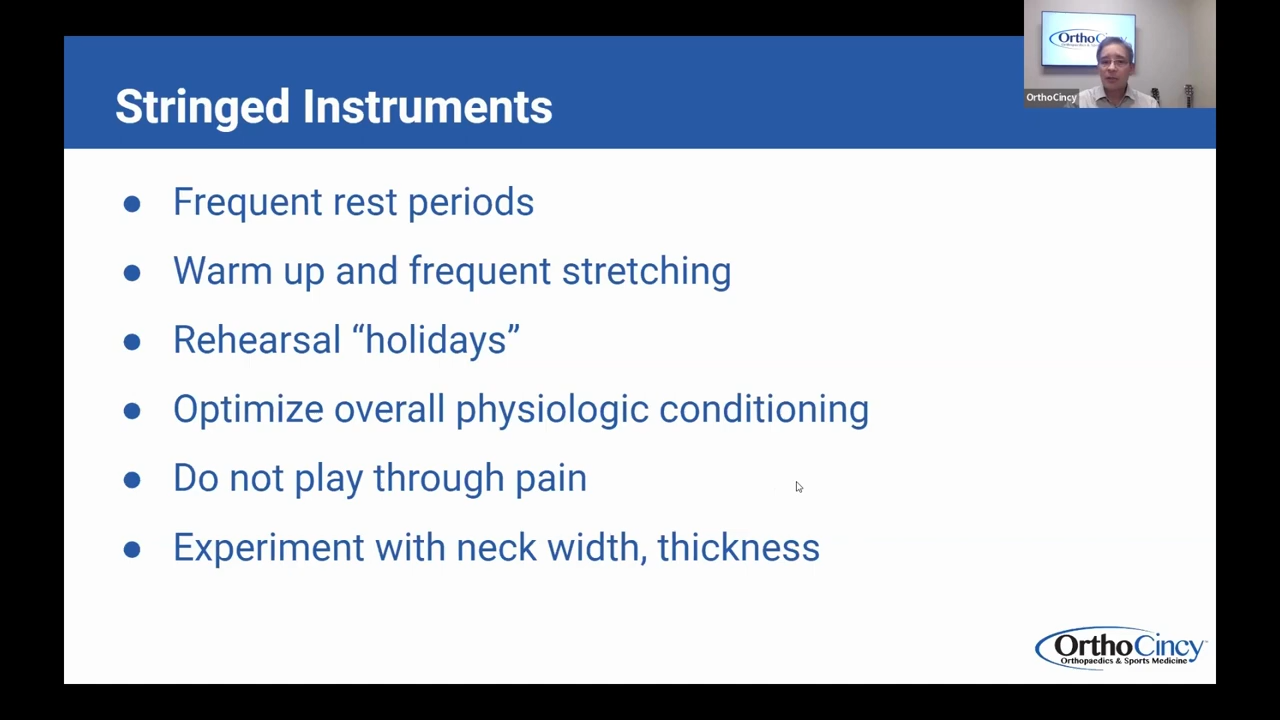 Stringed Instruments
OrthoCincy
● Frequent rest periods
● Warm up and frequent stretching
● Rehearsal “holidays”
● Optimize overall physiologic conditioning
● Do not play through pain
● Experiment with neck width, thickness
OrthoCincy
Orthopaedics & Sports Medicine